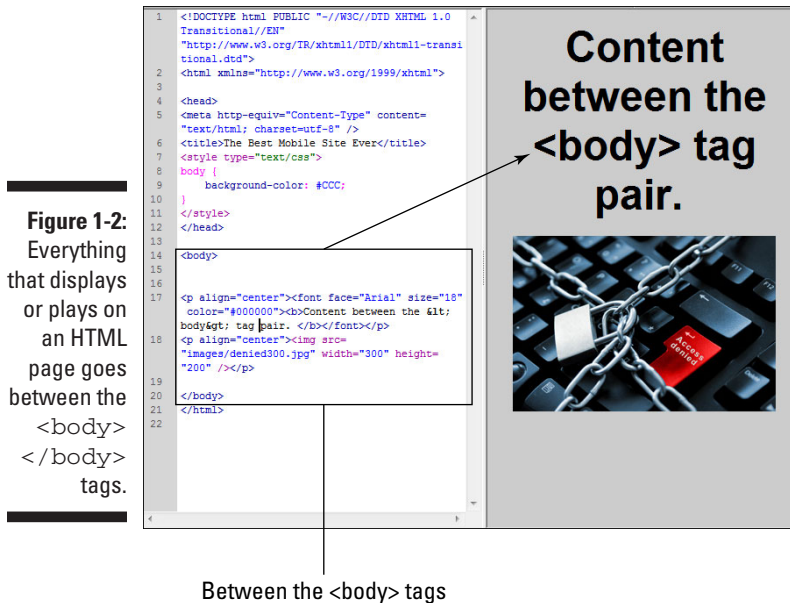 1 <!DOCTYPE html PUBLIC "-//W3C//DTD XHTML 1.0
Transitional//EN"
"http://www.w3.org/TR/xhtml1/DTD/xhtml1-transi
tional.dtd">
2 <html xmlns="http://www.w3.org/1999/xhtml">
3
4 <head>
5 <meta http-equiv="Content-Type" content=
"text/html; charset=utf-8" />
6 <title>The Best Mobile Site Ever</title>
7 <style type="text/css">
8 body {
9 background-color: #CCC;
10 }
11 </style>
12 </head>
13
14 <body>
15
16
17 <p align="center"><font face="Arial" size="18"
color="#000000"><b>Content between the &lt;
body&gt; tag pair. </b></font></p>
18 <p align="center"><img src=
"images/denied300.jpg" width="300" height=
"200" /></p>
19
20 </body>
21 </html>
22
Content
between the
<body> tag
pair.
Access
denied
F11
F12
Figure 1-2:
Everything
that displays
or plays on
an HTML
page goes
between the
<body>
</body>
tags.
Between the <body> tags